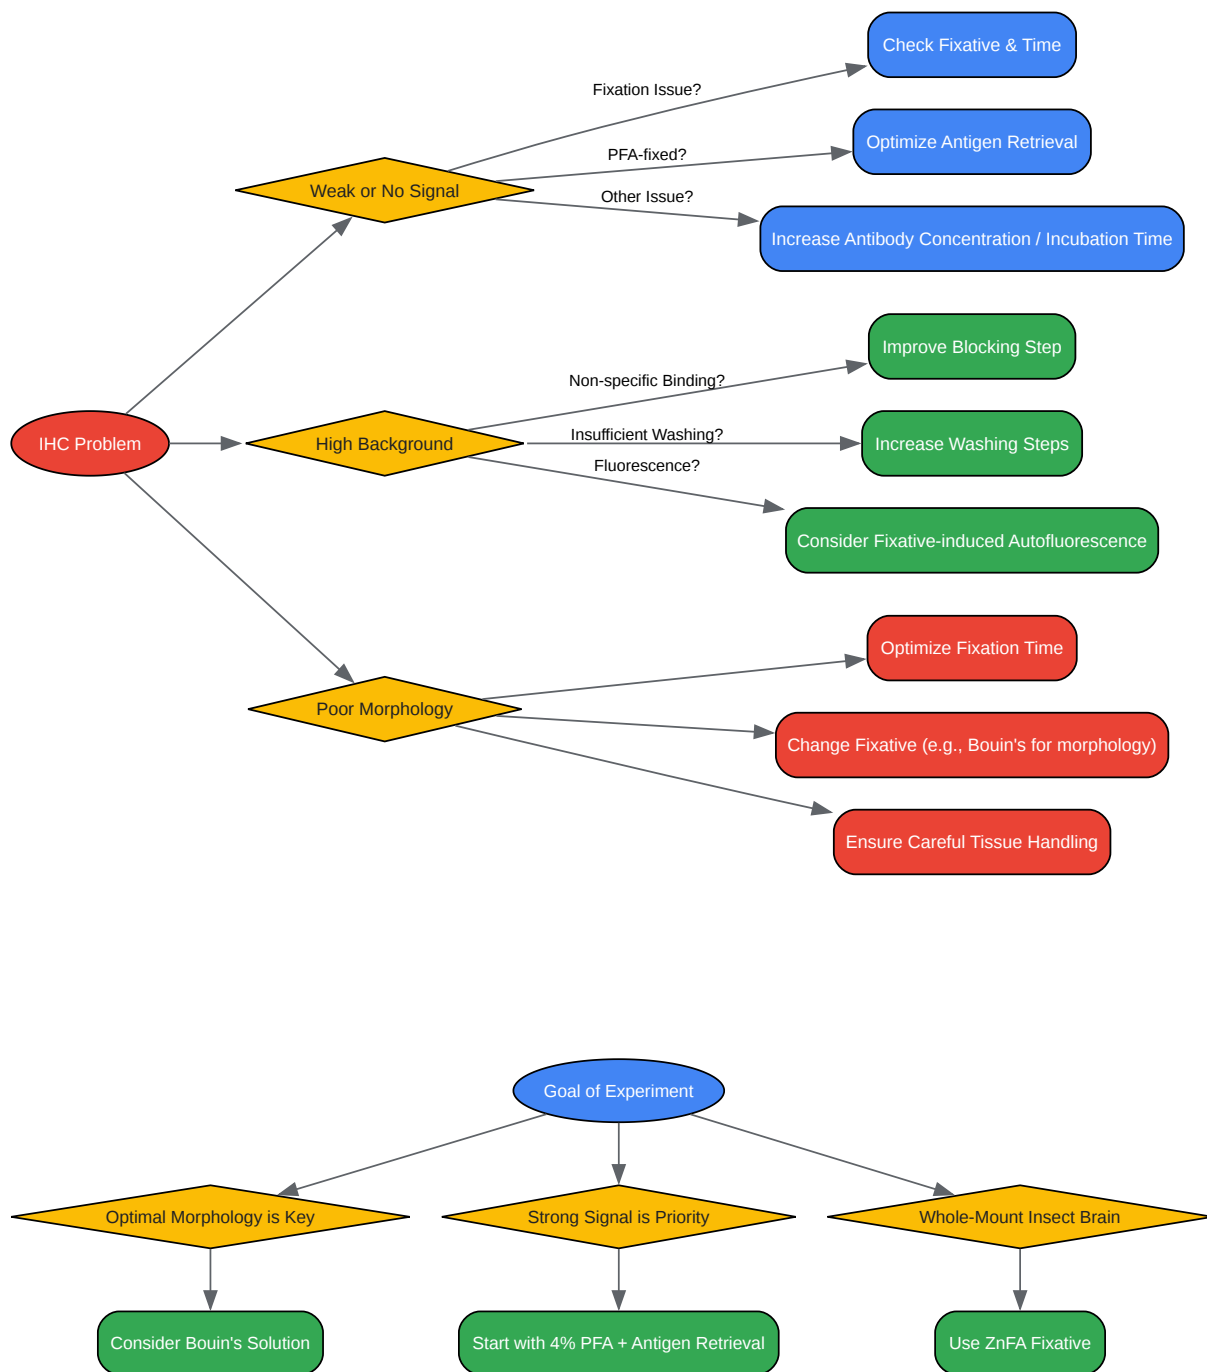 Check Fixative & Time
Fixation Issue?
Optimize Antigen Retrieval
PFA-fixed?
Weak or No Signal
Other Issue?
Increase Antibody Concentration / Incubation Time
Improve Blocking Step
Non-specific Binding?
IHC Problem
High Background
Insufficient Washing?
Increase Washing Steps
Fluorescence?
Consider Fixative-induced Autofluorescence
Optimize Fixation Time
Poor Morphology
Change Fixative (e.g., Bouin's for morphology)
Ensure Careful Tissue Handling
Goal of Experiment
Optimal Morphology is Key
Strong Signal is Priority
Whole-Mount Insect Brain
Consider Bouin's Solution
Start with 4% PFA + Antigen Retrieval
Use ZnFA Fixative